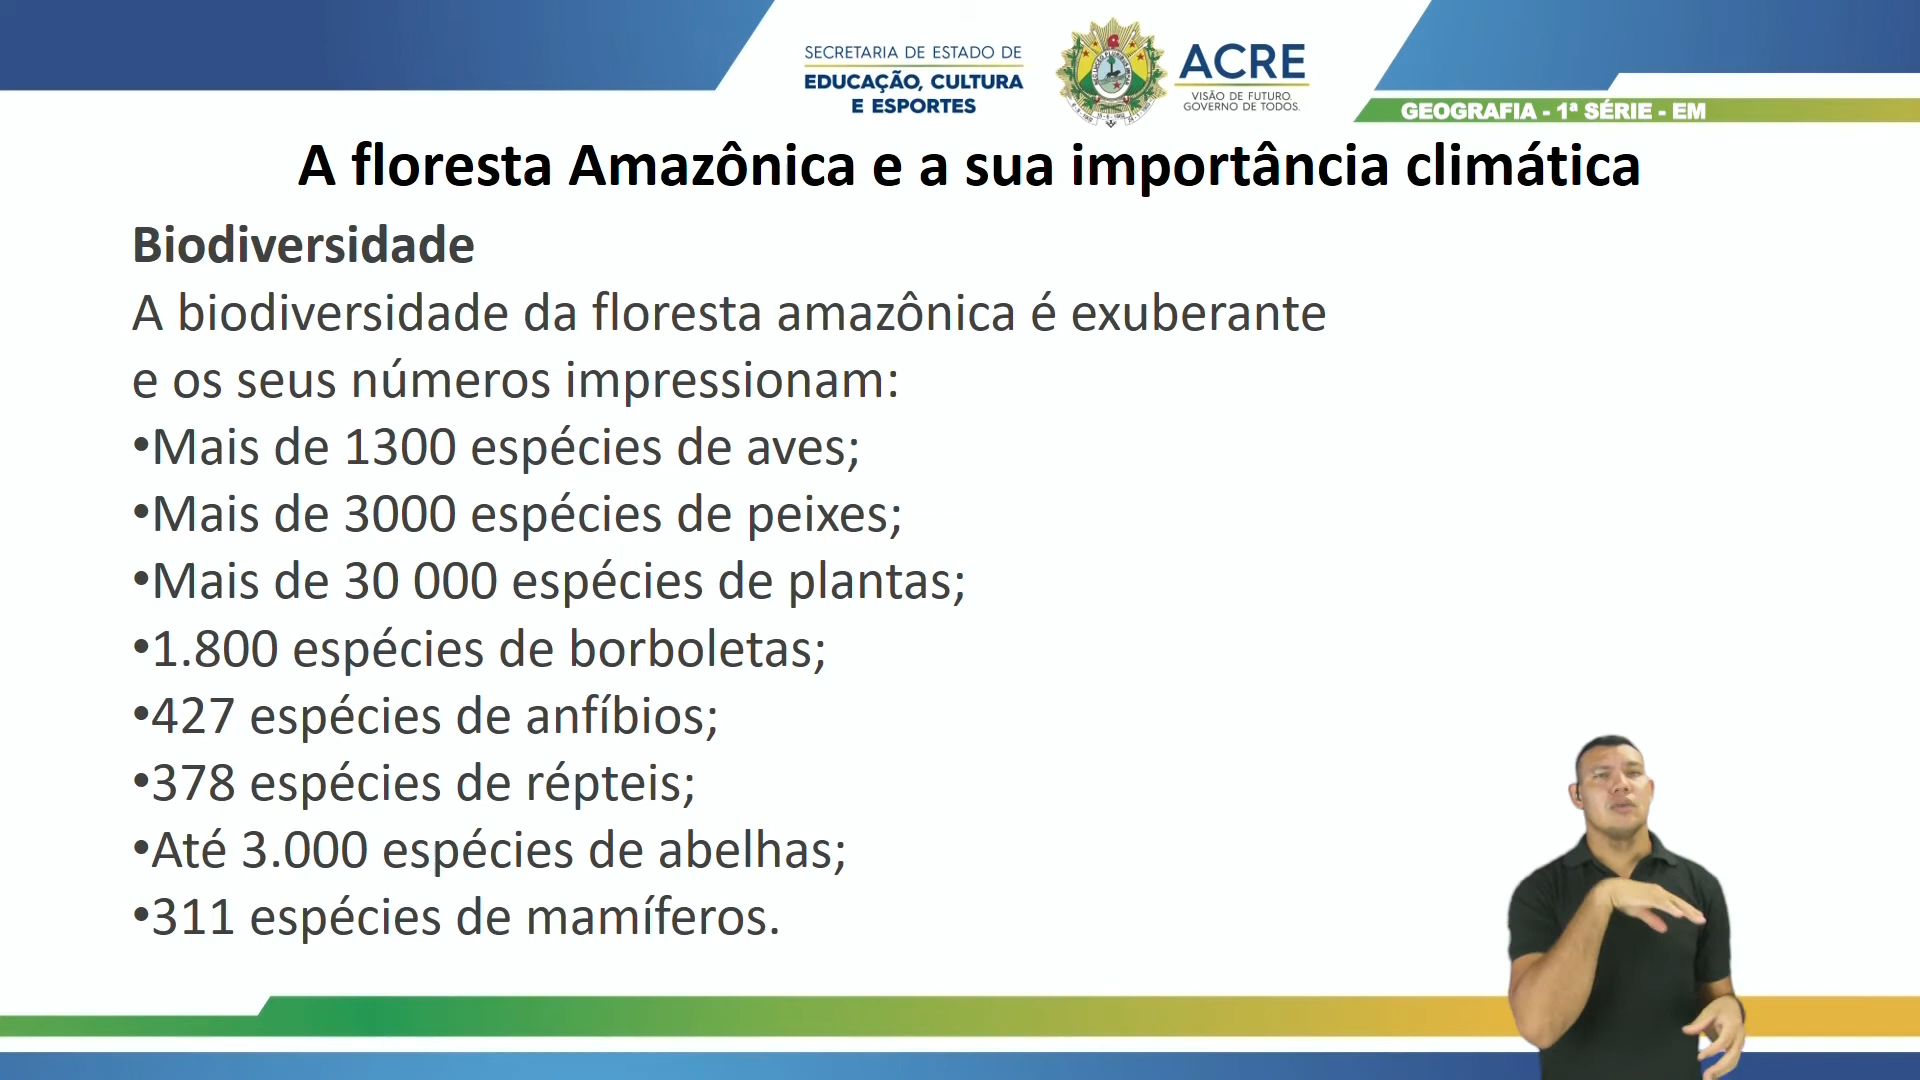 SECRETARIA DE ESTADO DE
EDUCAÇÃO, CULTURA
E ESPORTES
ACRE
VISÃO DE FUTURO.
GOVERNO DE TODOS.
GEOGRAFIA - 1ª SÉRIE - EM
A floresta Amazônica e a sua importância climática
Biodiversidade
A biodiversidade da floresta amazônica é exuberante
e os seus números impressionam:
•Mais de 1300 espécies de aves;
•Mais de 3000 espécies de peixes;
•Mais de 30 000 espécies de plantas;
•1.800 espécies de borboletas;
•427 espécies de anfíbios;
•378 espécies de répteis;
•Até 3.000 espécies de abelhas;
•311 espécies de mamíferos.